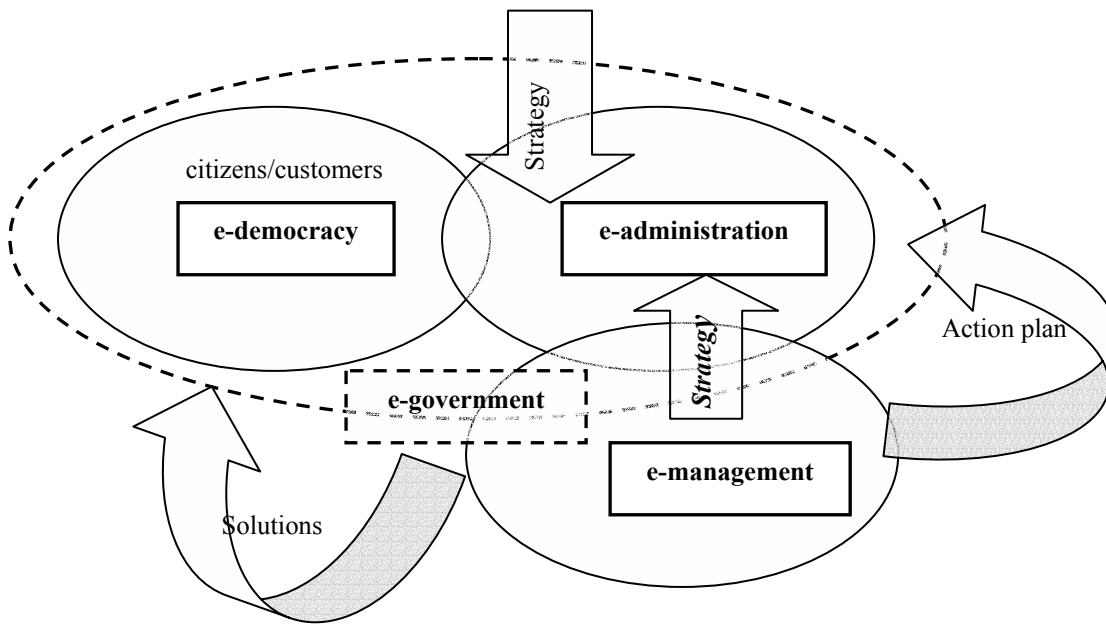 Strategy
citizens/customers
e-democracy
e-administration
Strategy
Action plan
e-government
e-management
Solutions